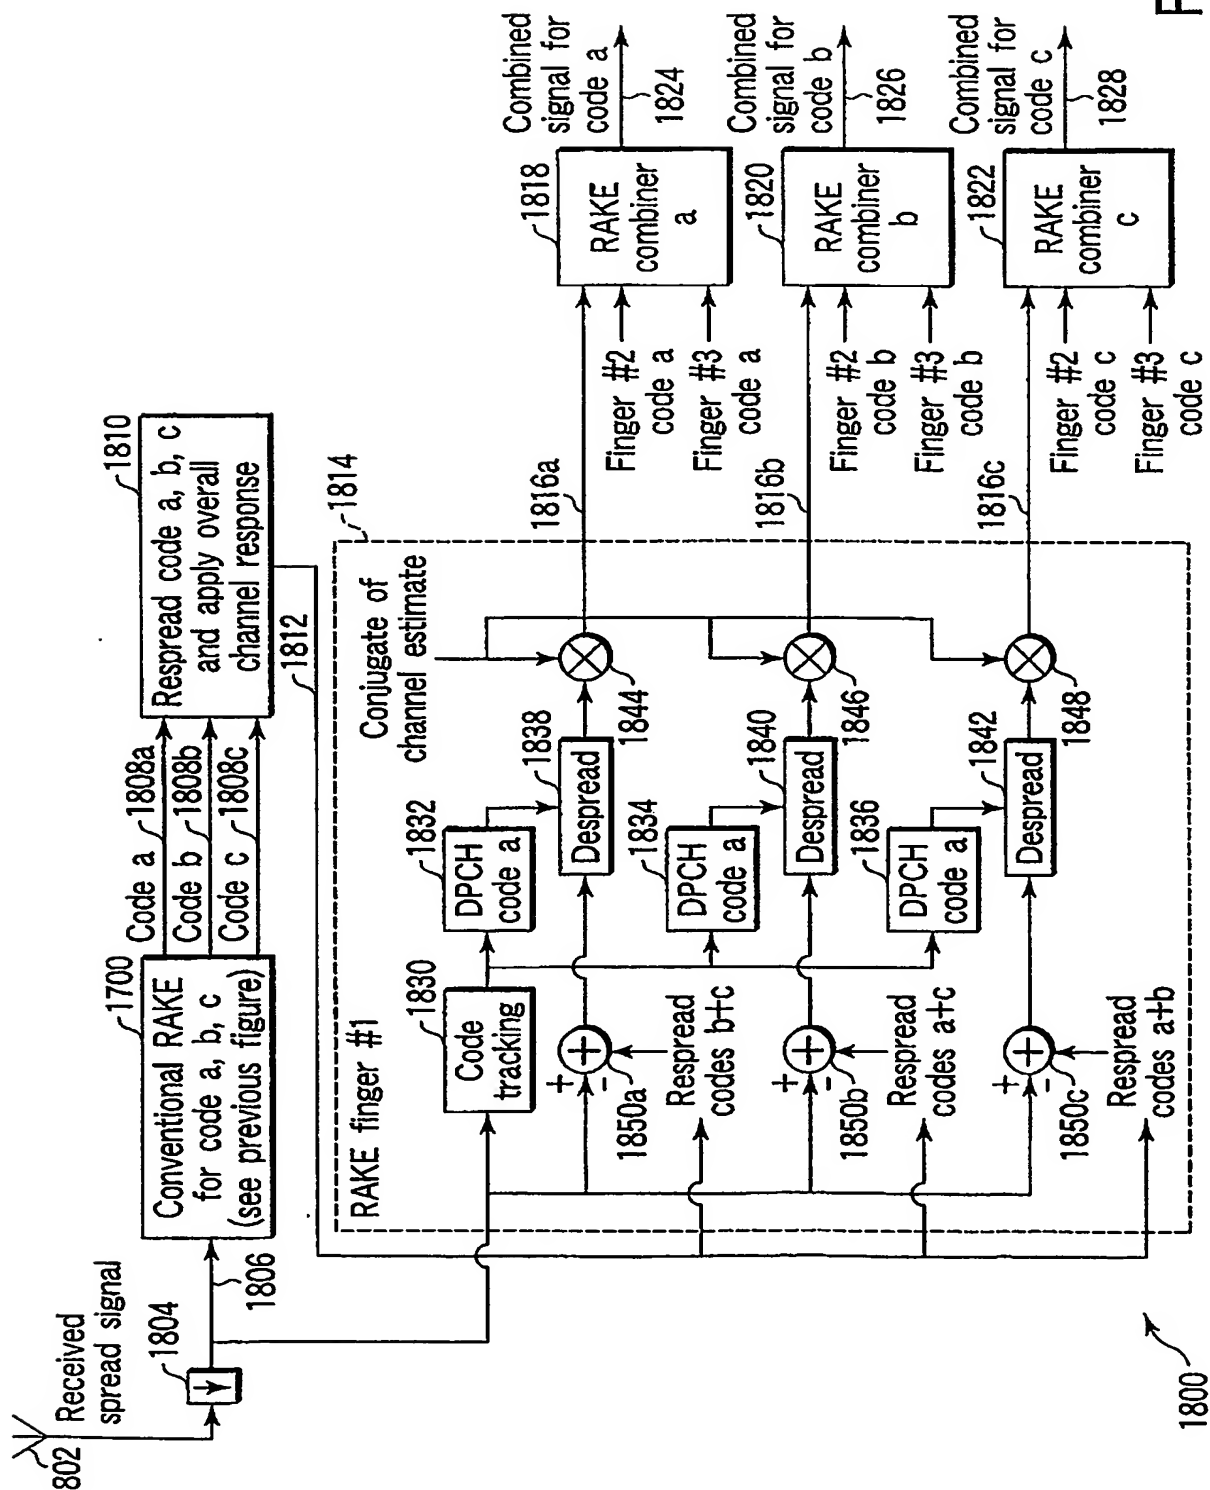 802
Received
spread signal
1804
1806
1700
Conventional RAKE
for code a, b, c
(see previous figure)
Code a
1808a
Code b
1808b
Code c
1808c
1810
Respread code a, b, c
and apply overall
channel response
1812
1814
RAKE finger #1
1830
Code
tracking
1832
DPCH
code a
1838
Despread
Conjugate of
channel estimate
1844
1816a
+
-
1850a
Respread
codes b+c
1834
DPCH
code a
1840
Despread
1846
1816b
+
-
1850b
Respread
codes a+c
1836
DPCH
code a
1842
Despread
1848
1816c
+
-
1850c
Respread
codes a+b
1818
RAKE
combiner
a
Finger #2
code a
Finger #3
code a
Combined
signal for
code a
1824
1820
RAKE
combiner
b
Finger #2
code b
Finger #3
code b
Combined
signal for
code b
1826
1822
RAKE
combiner
c
Finger #2
code c
Finger #3
code c
Combined
signal for
code c
1828
1800